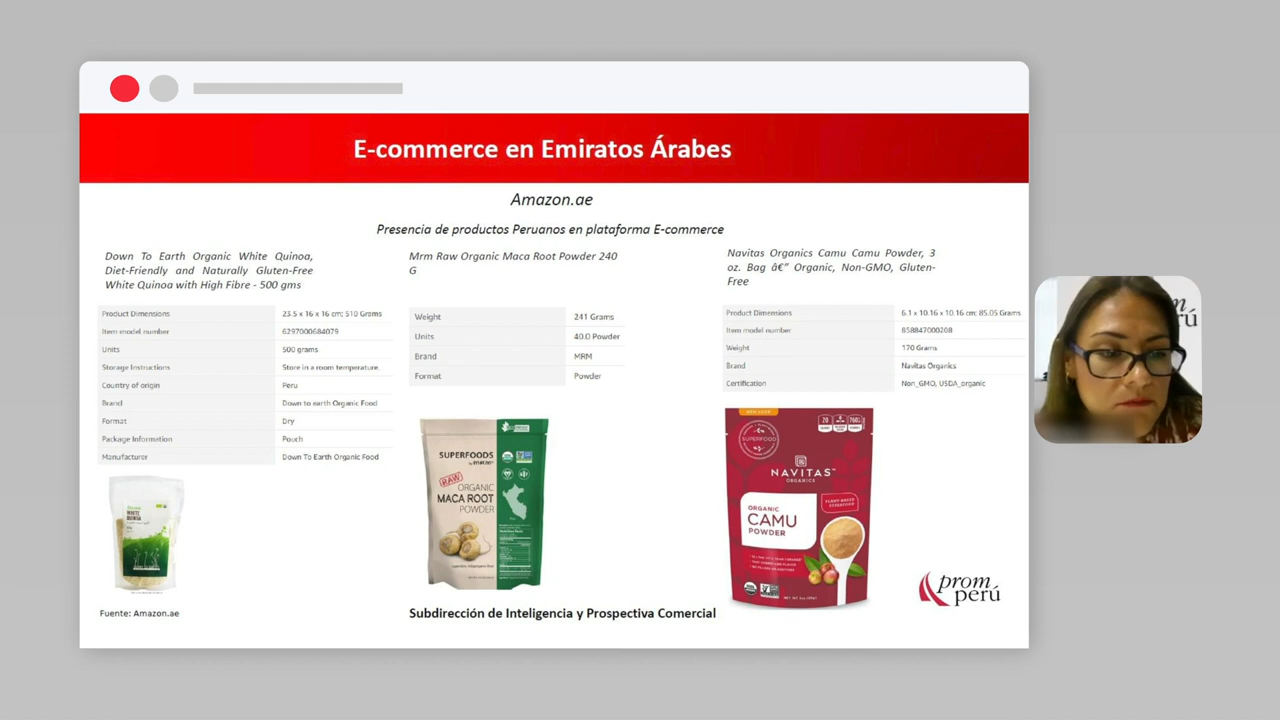 E-commerce en Emiratos Árabes
Amazon.ae
Presencia de productos Peruanos en plataforma E-commerce
Down To Earth Organic White Quinoa,
Diet-Friendly and Naturally Gluten-Free
White Quinoa with High Fibre - 500 gms
Product Dimensions 23.5 x 16 x 16 cm; 510 Grams
Item model number 6297000684079
Units 500 grams
Storage Instructions Store in a room temperature.
Country of origin Peru
Brand Down to earth Organic Food
Format Dry
Package Information Pouch
Manufacturer Down To Earth Organic Food
WHITE
QUINOA
Fuente: Amazon.ae
Mrm Raw Organic Maca Root Powder 240
G
Weight 241 Grams
Units 40.0 Powder
Brand MRM
Format Powder
SUPERFOODS
RAW
ORGANIC
MACA ROOT
POWDER
Subdirección de Inteligencia y Prospectiva Comercial
Navitas Organics Camu Camu Powder, 3
oz. Bag â€” Organic, Non-GMO, Gluten-
Free
Product Dimensions 6.1 x 10.16 x 10.16 cm; 85.05 Grams
Item model number 858847000208
Weight 170 Grams
Brand Navitas Organics
Certification Non_GMO, USDA_organic
SUPERFOOD
NAVITAS
ORGANICS
PLANT-BASED
SUPERFOOD
ORGANIC
CAMU
POWDER
prom
perú